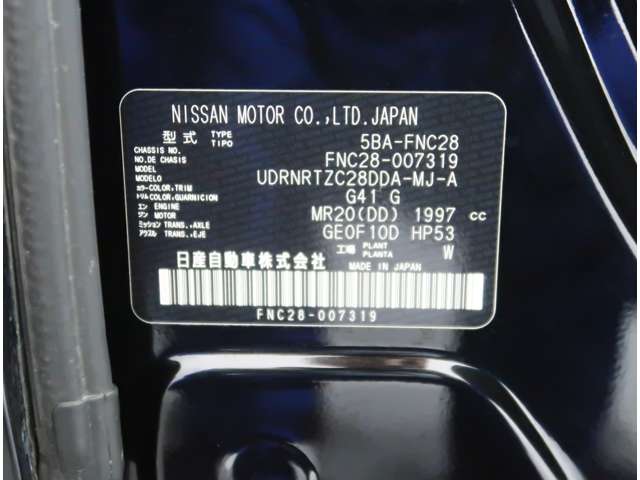 NISSAN MOTOR CO.,LTD.JAPAN
型式 TYPE TIPO 5BA-FNC28
CHASSIS NO. NO.DE CHASSIS FNC28-007319
MODEL MODELO UDRNRTZC28DDA-MJ-A
カラー COLOR,TRIM トリム COLOR,GUARNICION G41 G
エンジン ENGINE MOTOR MR20(DD) 1997 cc
ミッション TRANS.,AXLE アクスル TRANS.,EJE GE0F10D HP53
工場 PLANT PLANTA W
日産自動車株式会社 MADE IN JAPAN
FNC28-007319